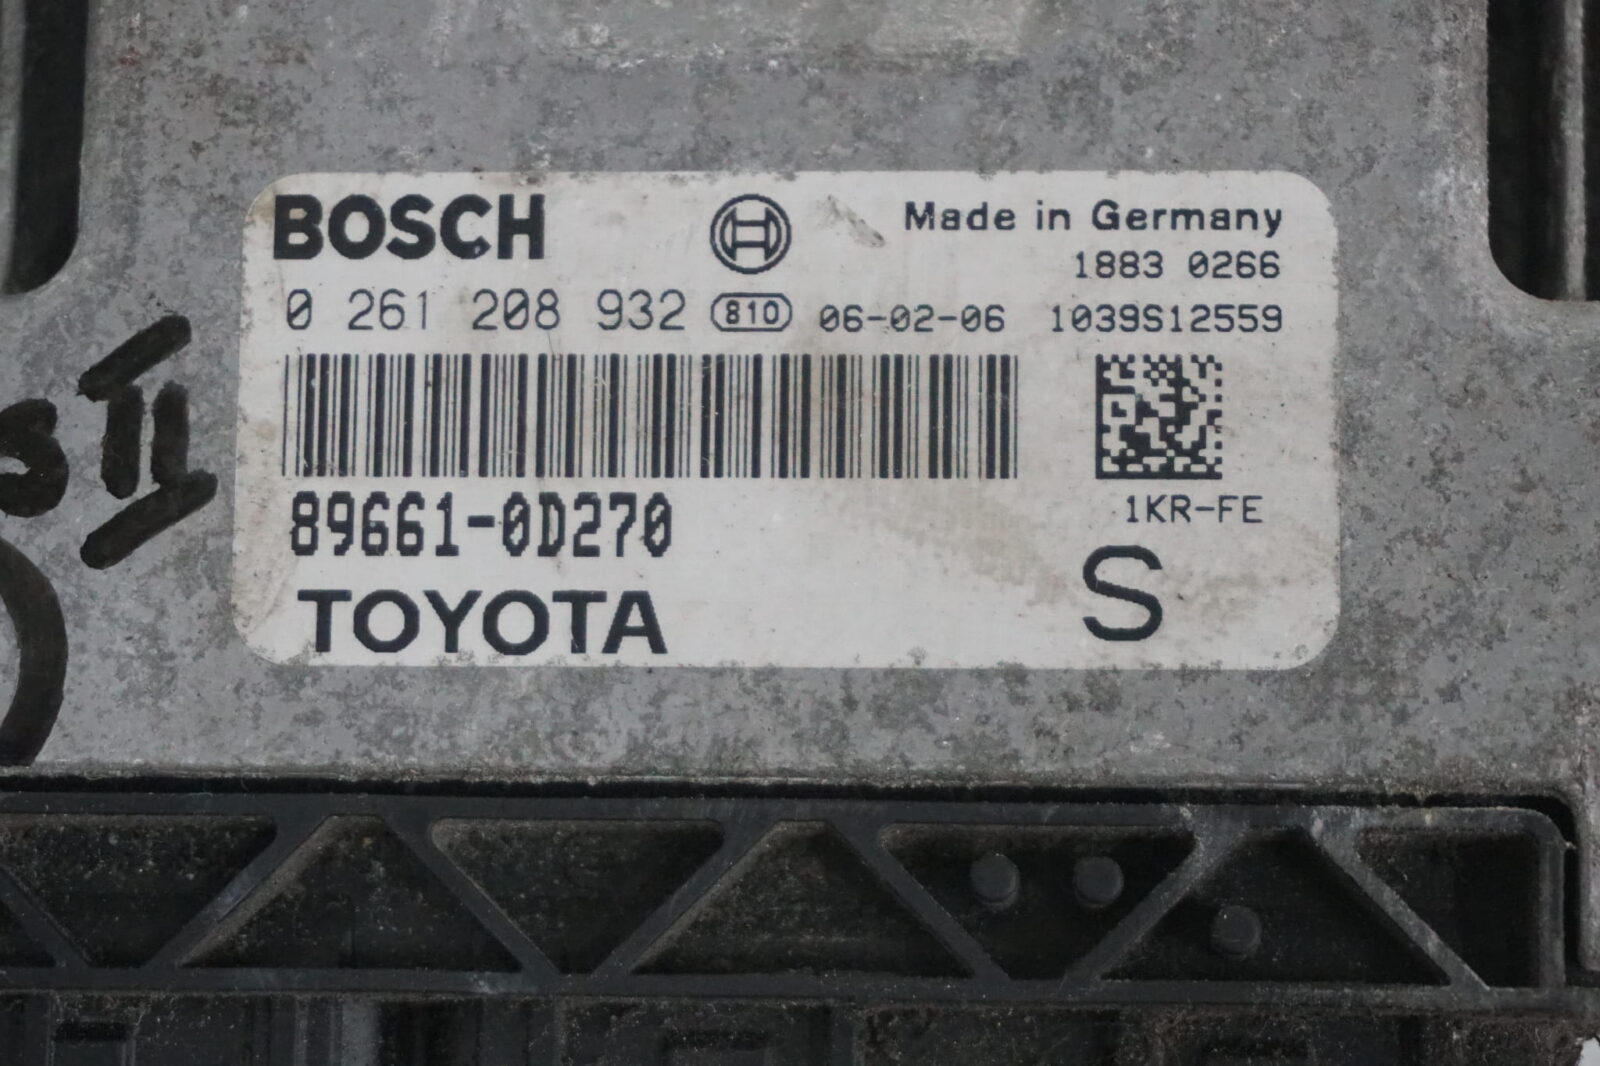 BOSCH
Made in Germany
1883 0266
0 261 208 932 810 06-02-06 1039S12559
89661-0D270
1KR-FE
TOYOTA
S